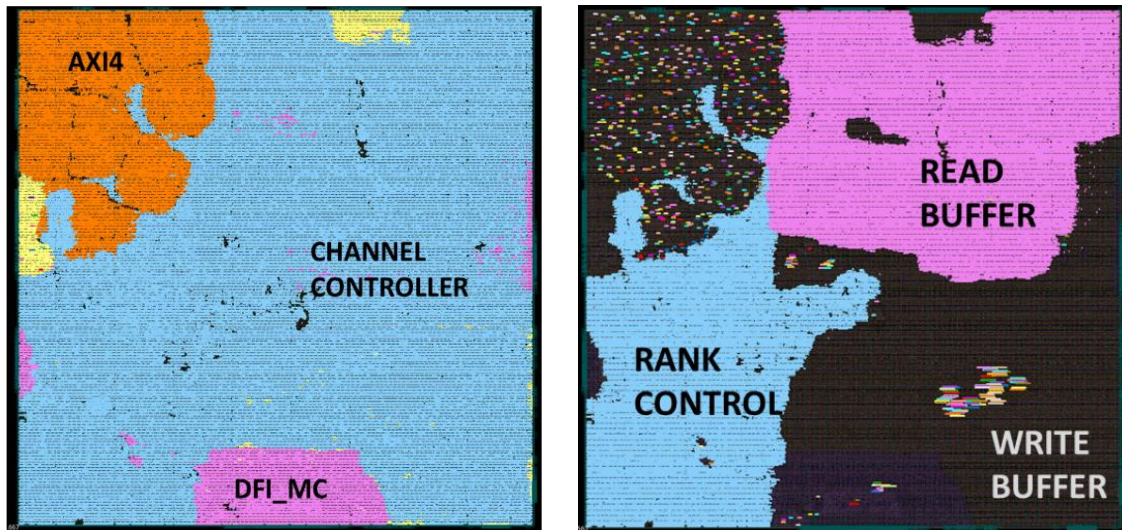 AXI4
CHANNEL
CONTROLLER
DFI_MC
READ
BUFFER
RANK
CONTROL
WRITE
BUFFER